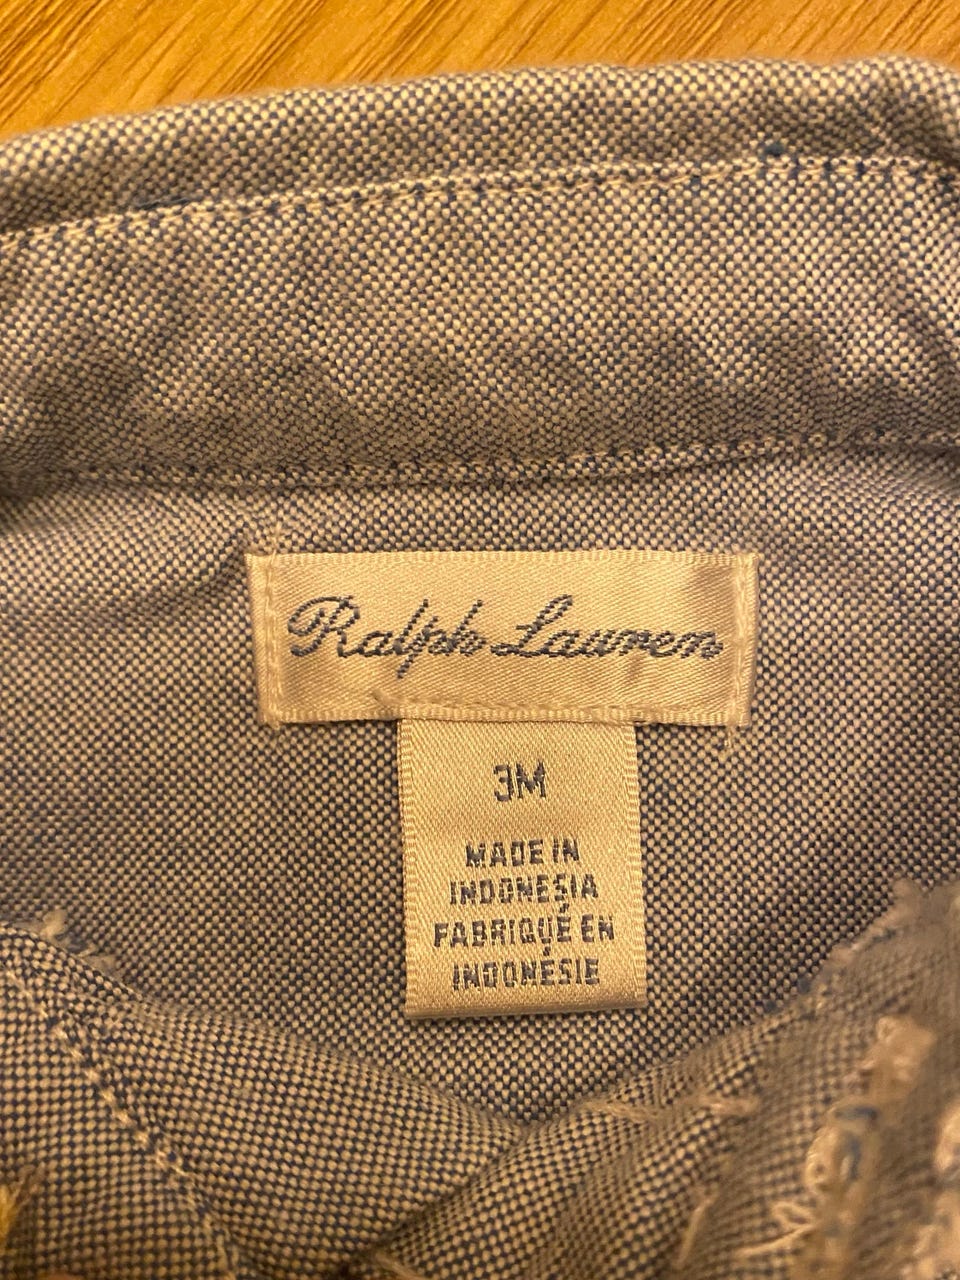 Ralph Lauren
3M
MADE IN
INDONESIA
FABRIQUÉ EN
INDONÉSIE